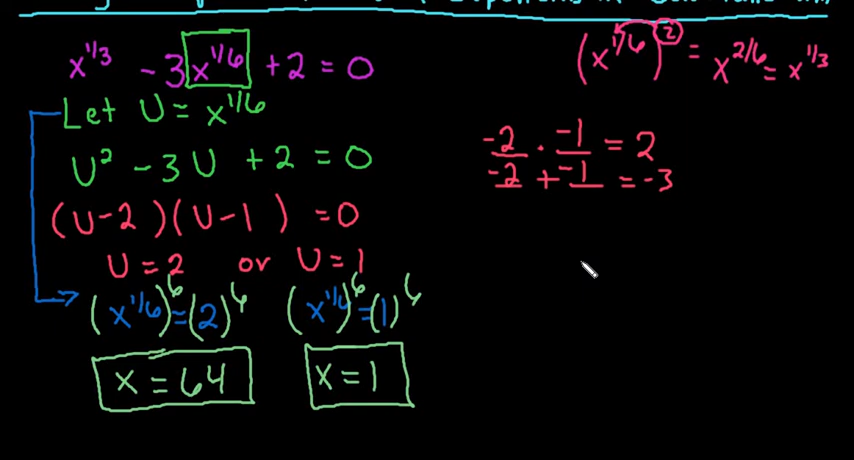 x^1/3 - 3 x^1/6 + 2 = 0
Let U = x^1/6
U² - 3U + 2 = 0
(U-2)(U-1) = 0
U = 2 or U = 1
(x^1/6)^6 = (2)^6 (x^1/6)^6 = (1)^6
x = 64 x = 1
(x^1/6)^2 = x^2/6 = x^1/3
-2 · -1 = 2
-2 + -1 = -3